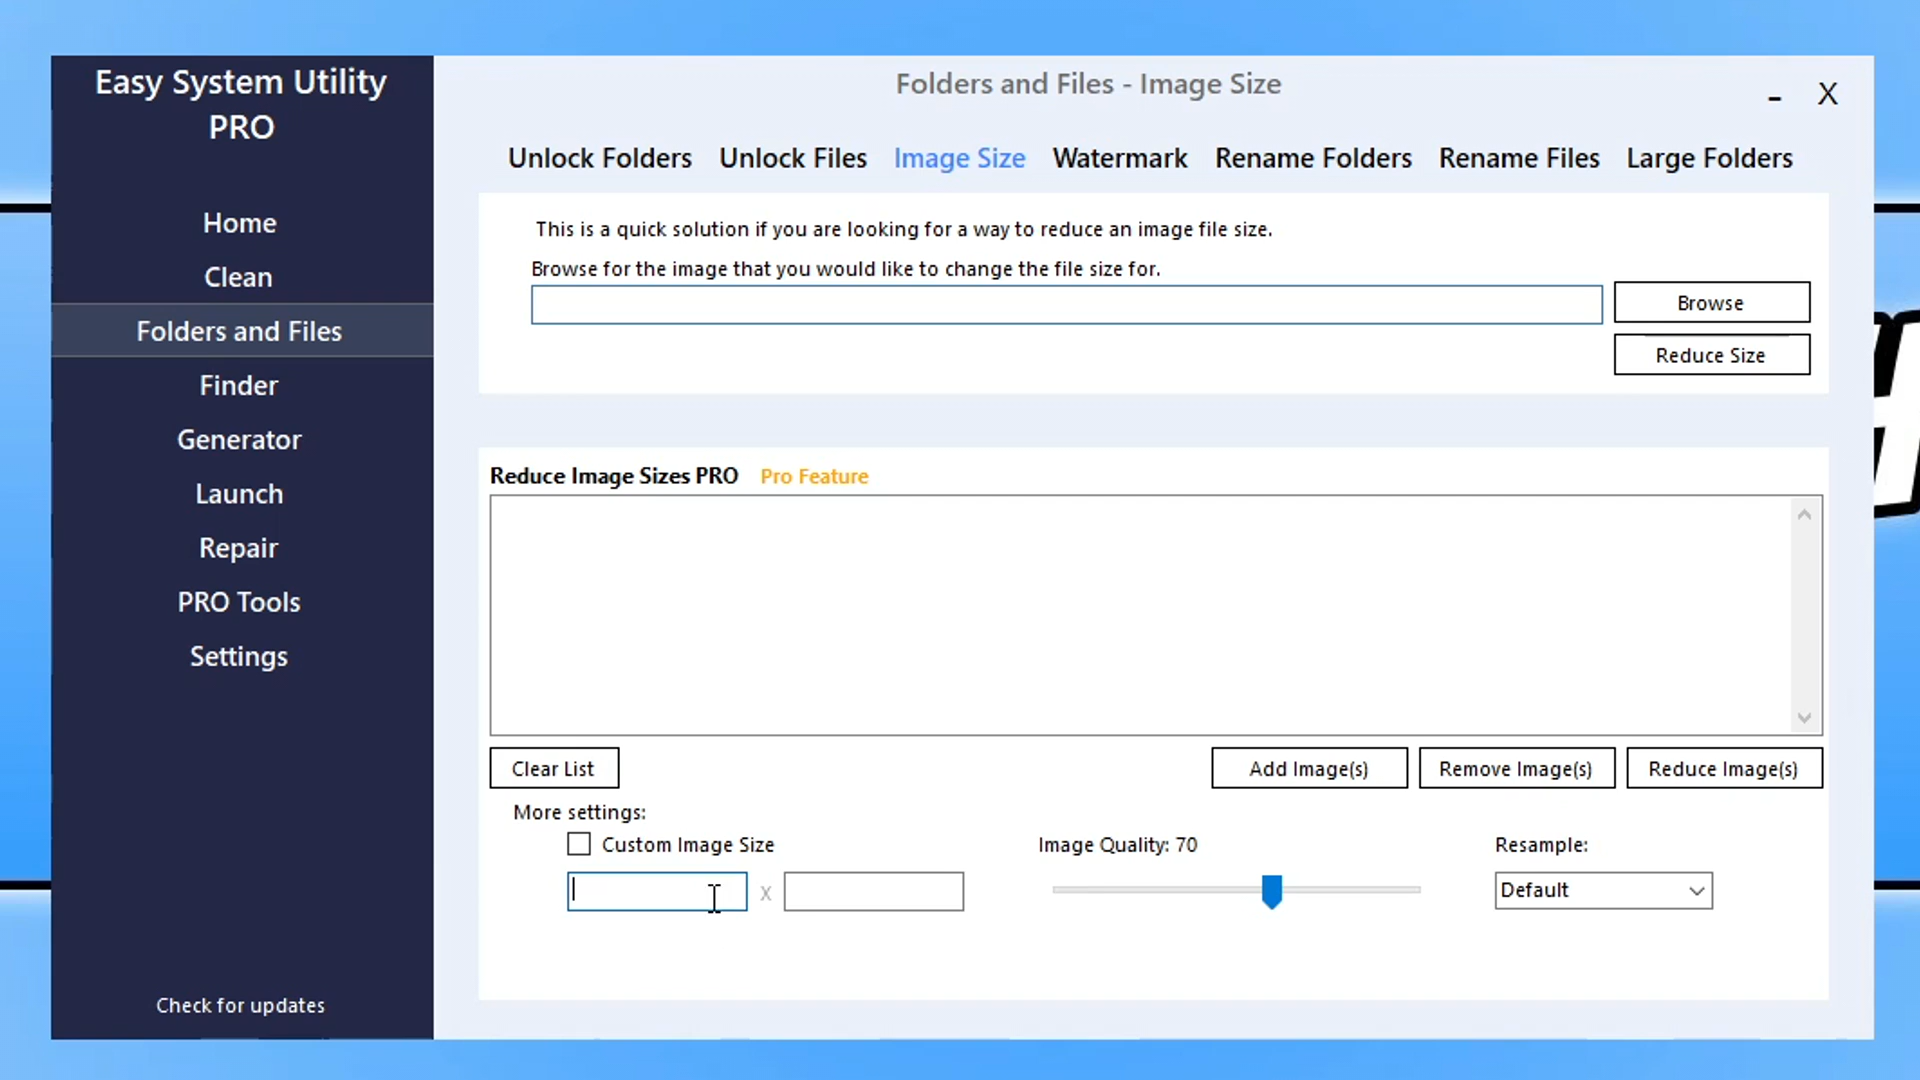 Easy System Utility
PRO
Home
Clean
Folders and Files
Finder
Generator
Launch
Repair
PRO Tools
Settings
Check for updates
Folders and Files - Image Size
- X
Unlock Folders Unlock Files Image Size Watermark Rename Folders Rename Files Large Folders
This is a quick solution if you are looking for a way to reduce an image file size.
Browse for the image that you would like to change the file size for.
Browse
Reduce Size
Reduce Image Sizes PRO Pro Feature
Clear List Add Image(s) Remove Image(s) Reduce Image(s)
More settings:
Custom Image Size Image Quality: 70 Resample:
x Default